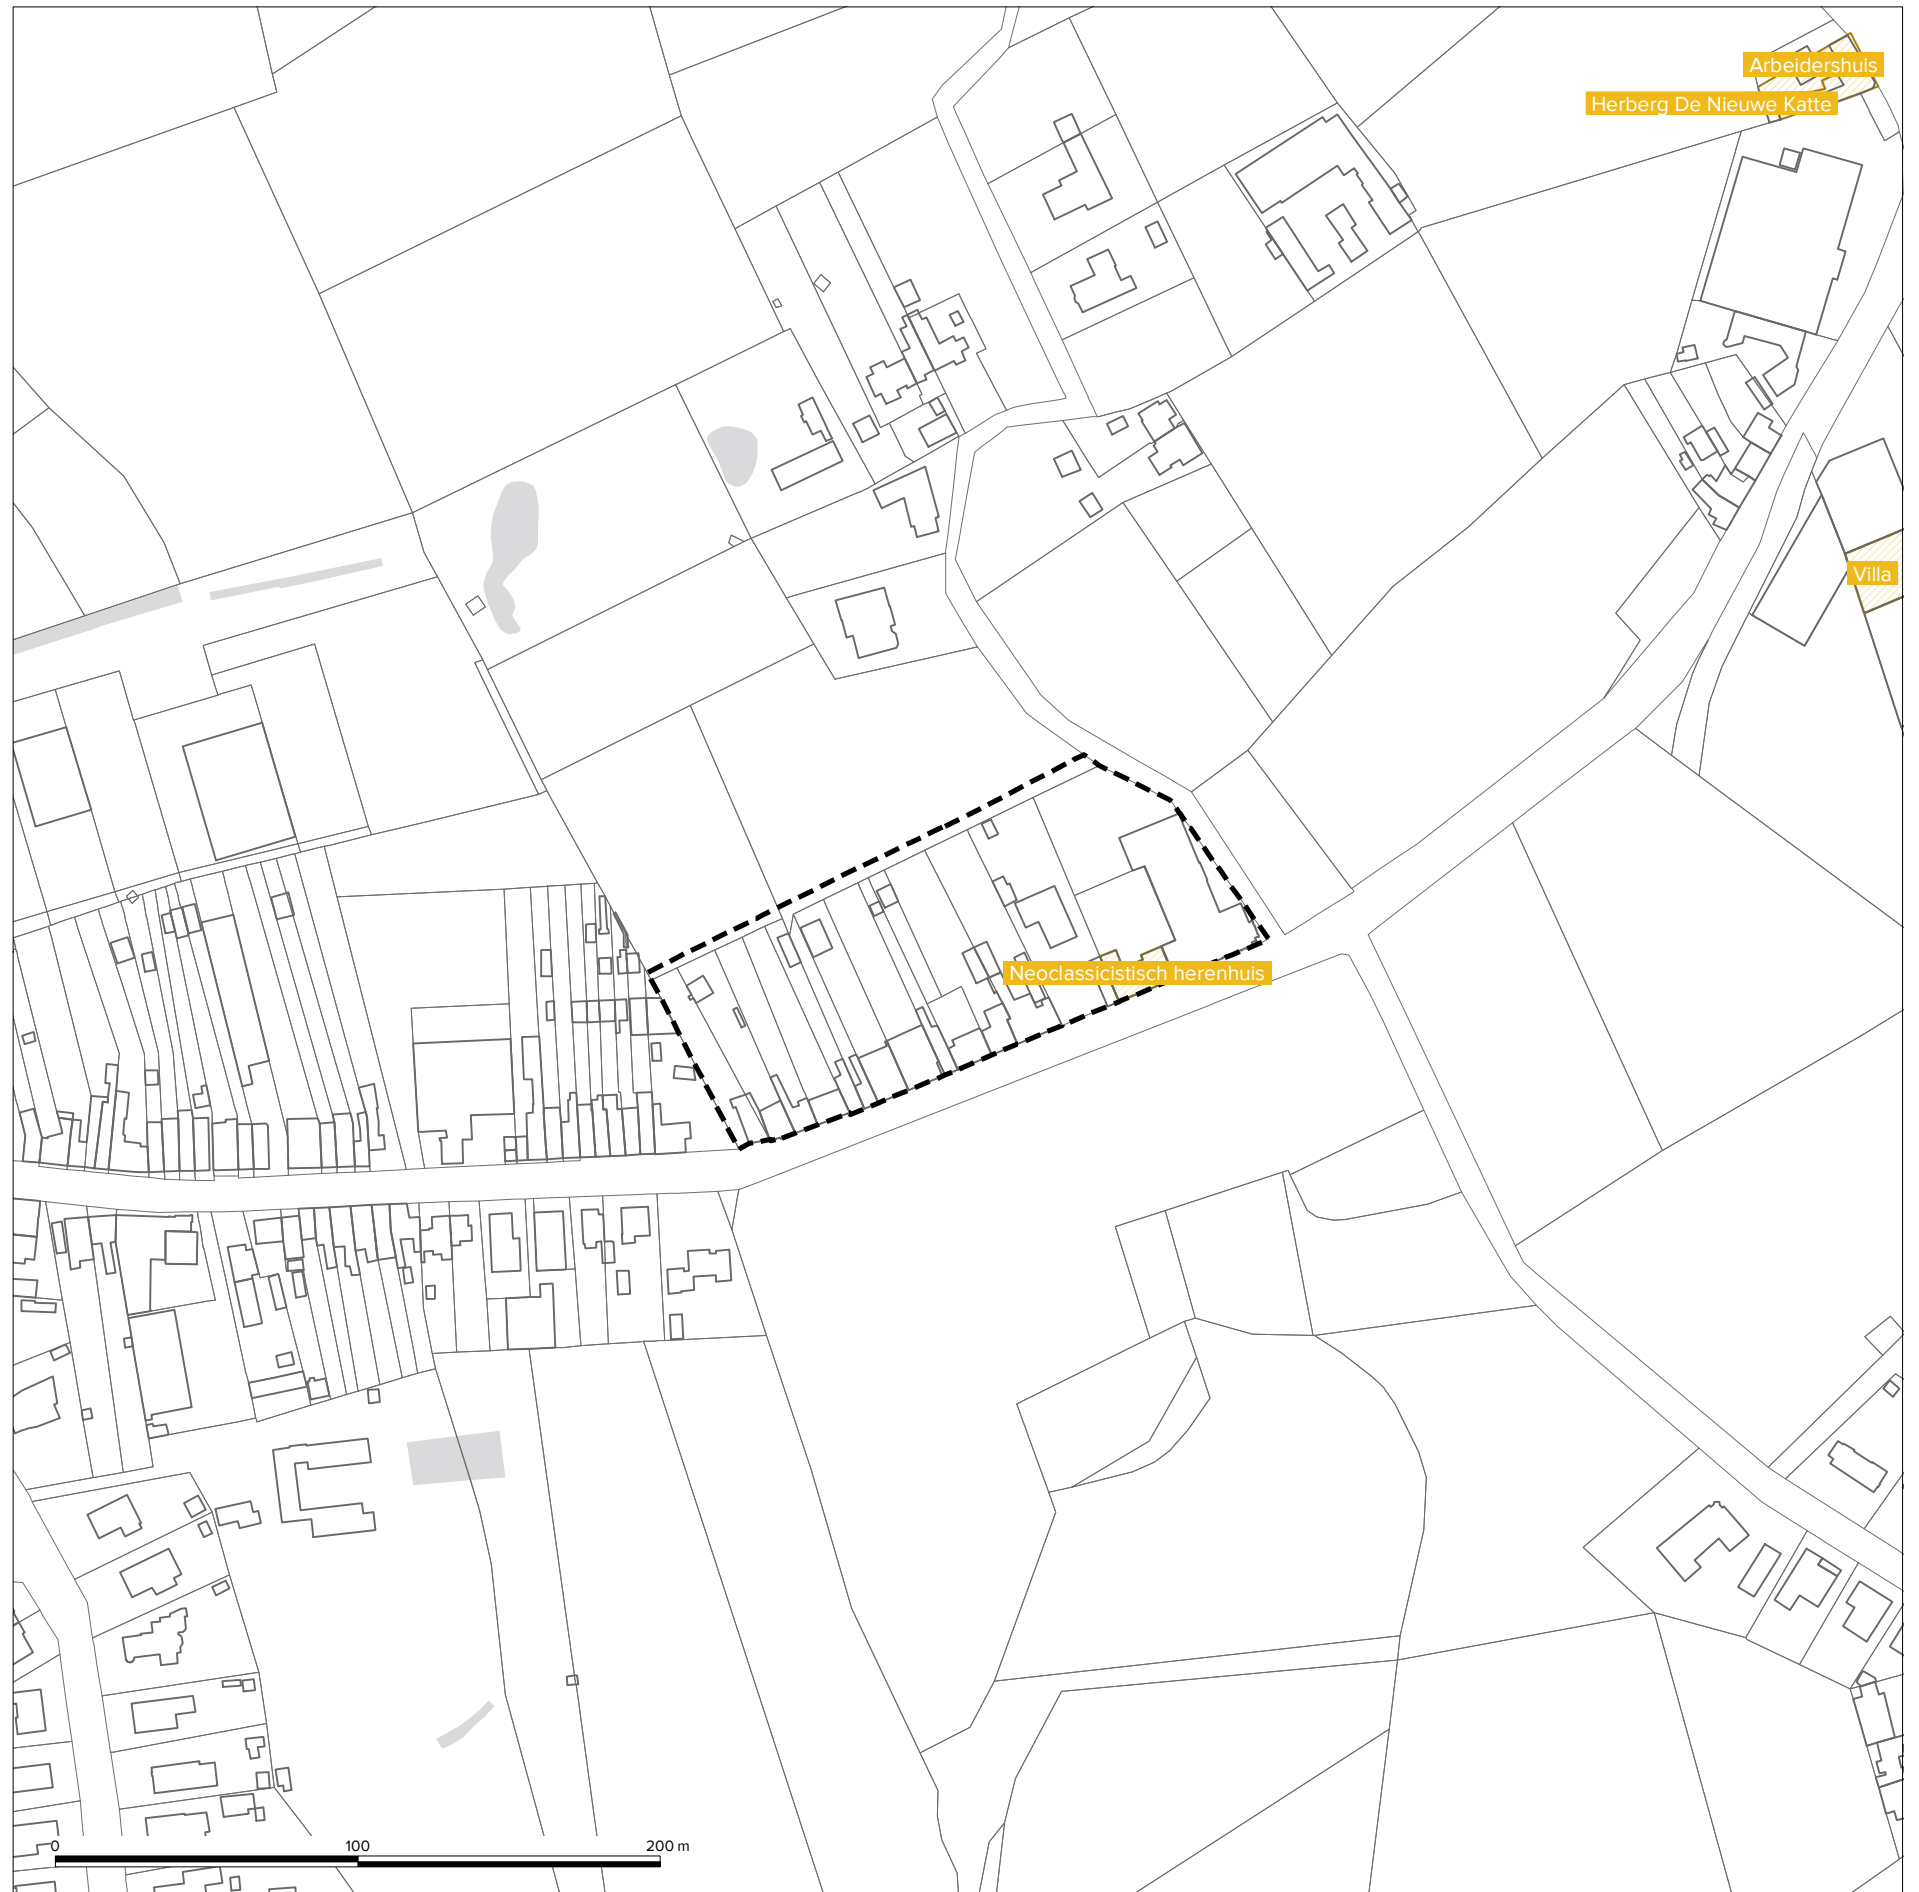 Arbeidershuis
Herberg De Nieuwe Katte
Villa
Neoclassicistisch herenhuis
0 100 200 m